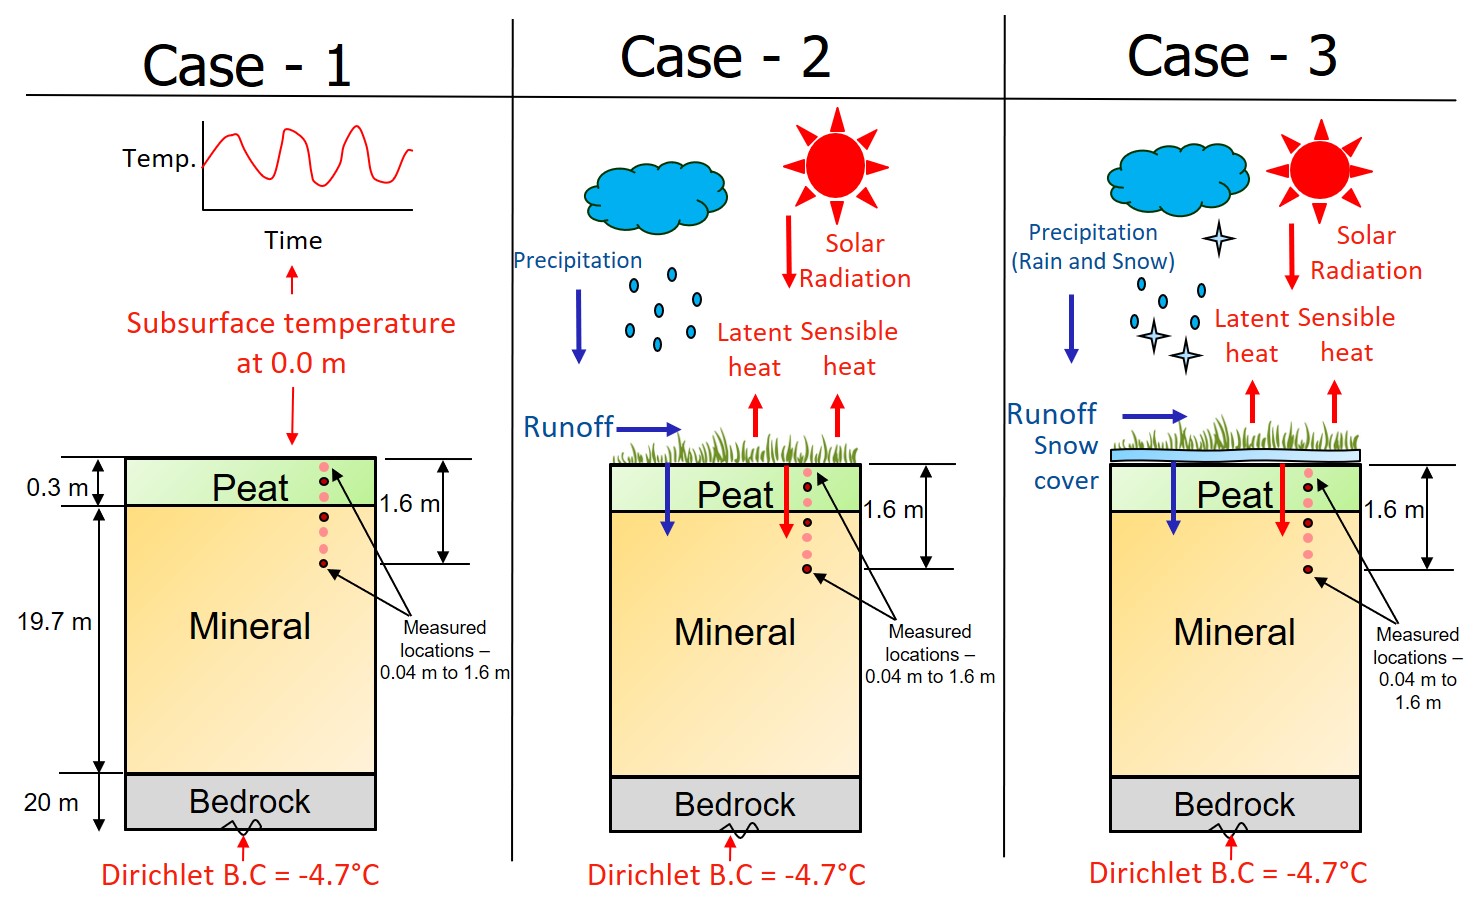 Case - 1
Temp.
Time
Subsurface temperature
at 0.0 m
0.3 m
Peat
1.6 m
19.7 m
Mineral
Measured
locations –
0.04 m to 1.6 m
20 m
Bedrock
Dirichlet B.C = -4.7°C
Case - 2
Precipitation
Solar
Radiation
Latent
heat
Sensible
heat
Runoff
Peat
1.6 m
Mineral
Measured
locations –
0.04 m to 1.6 m
Bedrock
Dirichlet B.C = -4.7°C
Case - 3
Precipitation
(Rain and Snow)
Solar
Radiation
Latent
heat
Sensible
heat
Runoff
Snow
cover
Peat
1.6 m
Mineral
Measured
locations –
0.04 m to
1.6 m
Bedrock
Dirichlet B.C = -4.7°C